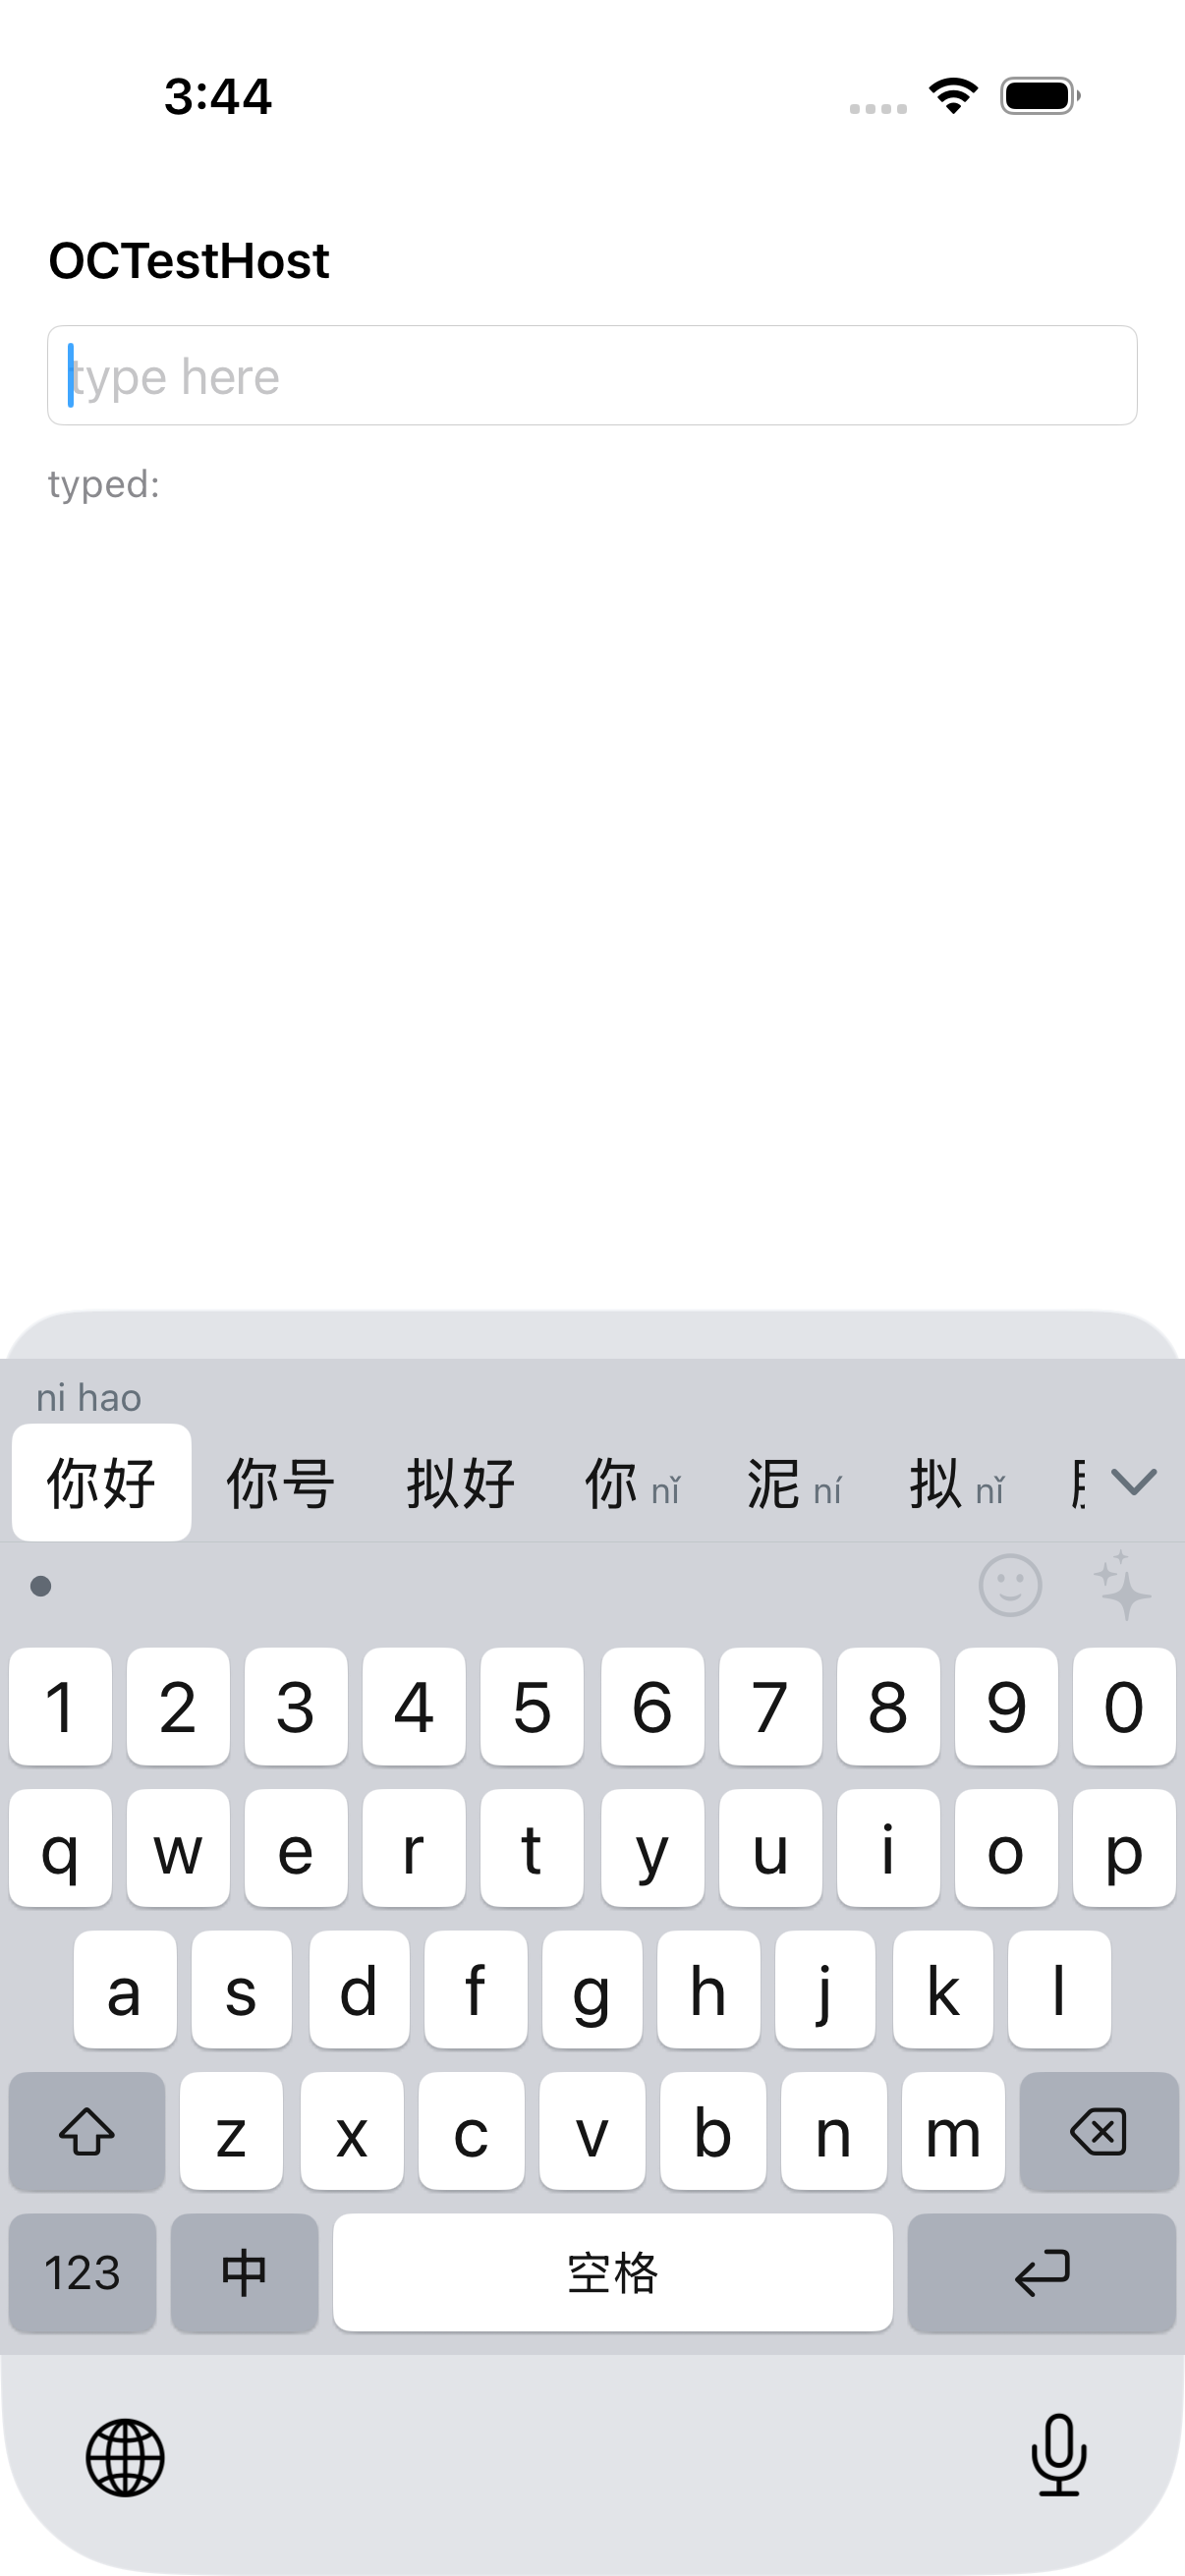 3:44
OCTestHost
type here
typed:
ni hao
你好 你号 拟好 你 nǐ 泥 ní 拟 nǐ
1 2 3 4 5 6 7 8 9 0
q w e r t y u i o p
a s d f g h j k l
z x c v b n m
123 中 空格